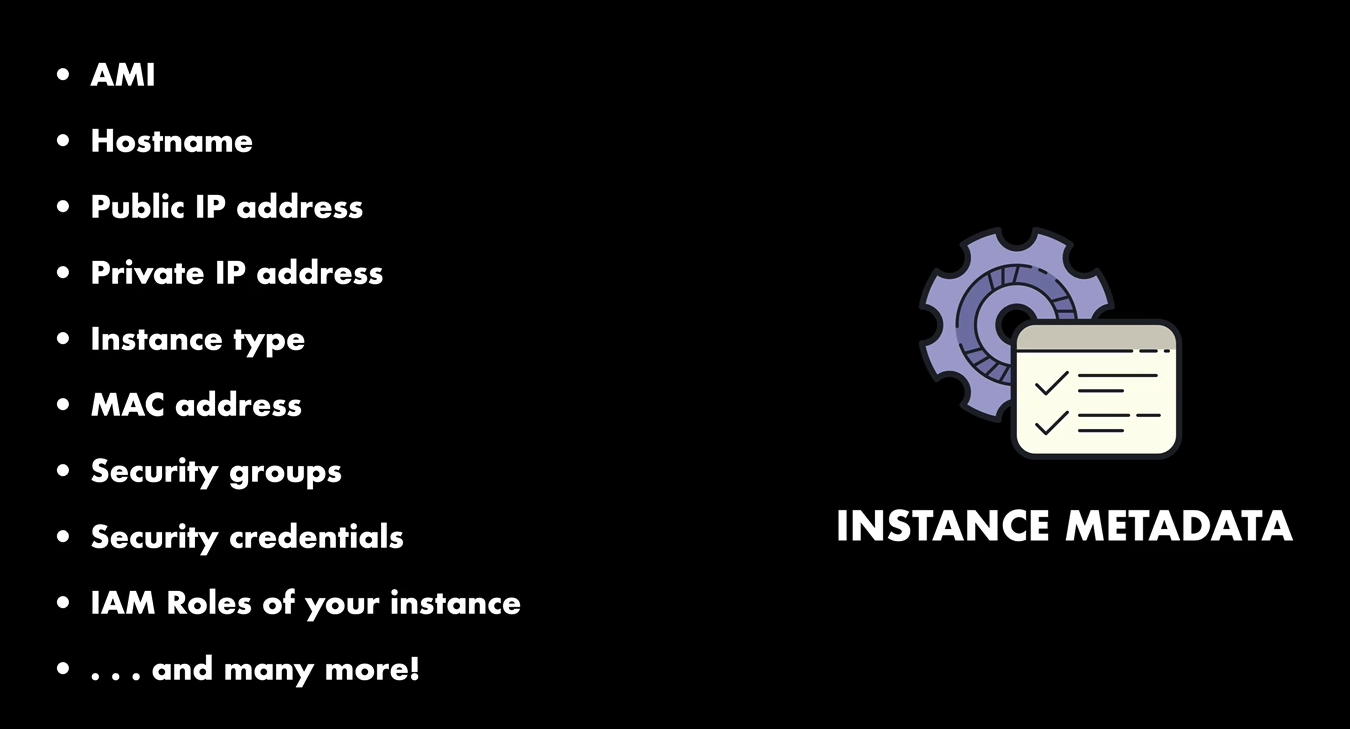 • AMI
• Hostname
• Public IP address
• Private IP address
• Instance type
• MAC address
• Security groups
• Security credentials
• IAM Roles of your instance
• . . . and many more!
INSTANCE METADATA